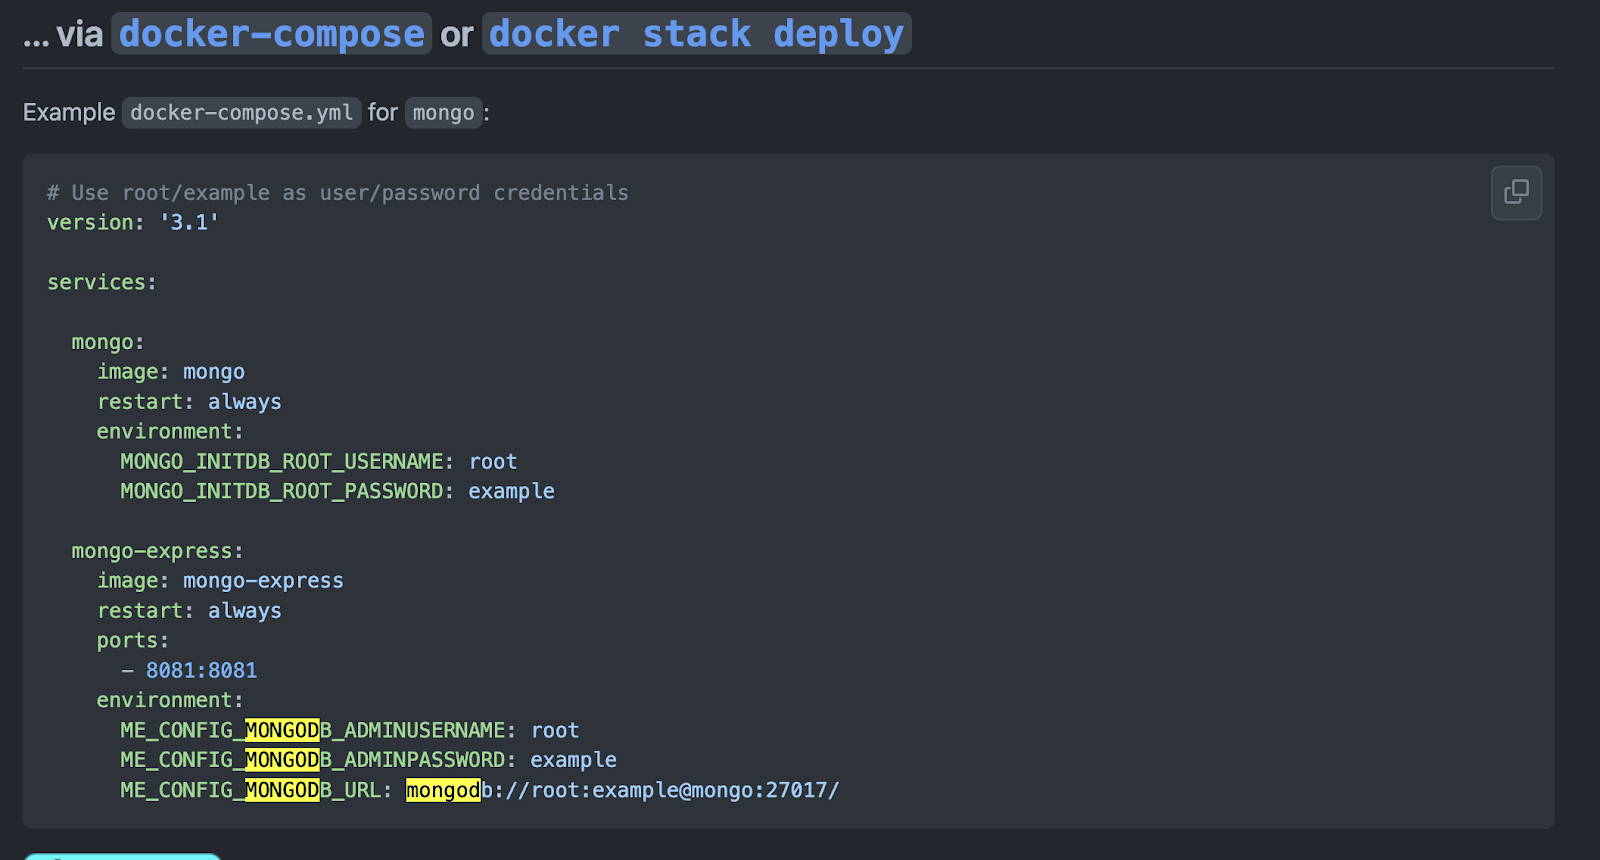 ... via docker-compose or docker stack deploy
Example docker-compose.yml for mongo:
# Use root/example as user/password credentials
version: '3.1'
services:
  mongo:
    image: mongo
    restart: always
    environment:
      MONGO_INITDB_ROOT_USERNAME: root
      MONGO_INITDB_ROOT_PASSWORD: example
  mongo-express:
    image: mongo-express
    restart: always
    ports:
      - 8081:8081
    environment:
      ME_CONFIG_MONGODB_ADMINUSERNAME: root
      ME_CONFIG_MONGODB_ADMINPASSWORD: example
      ME_CONFIG_MONGODB_URL: mongodb://root:example@mongo:27017/